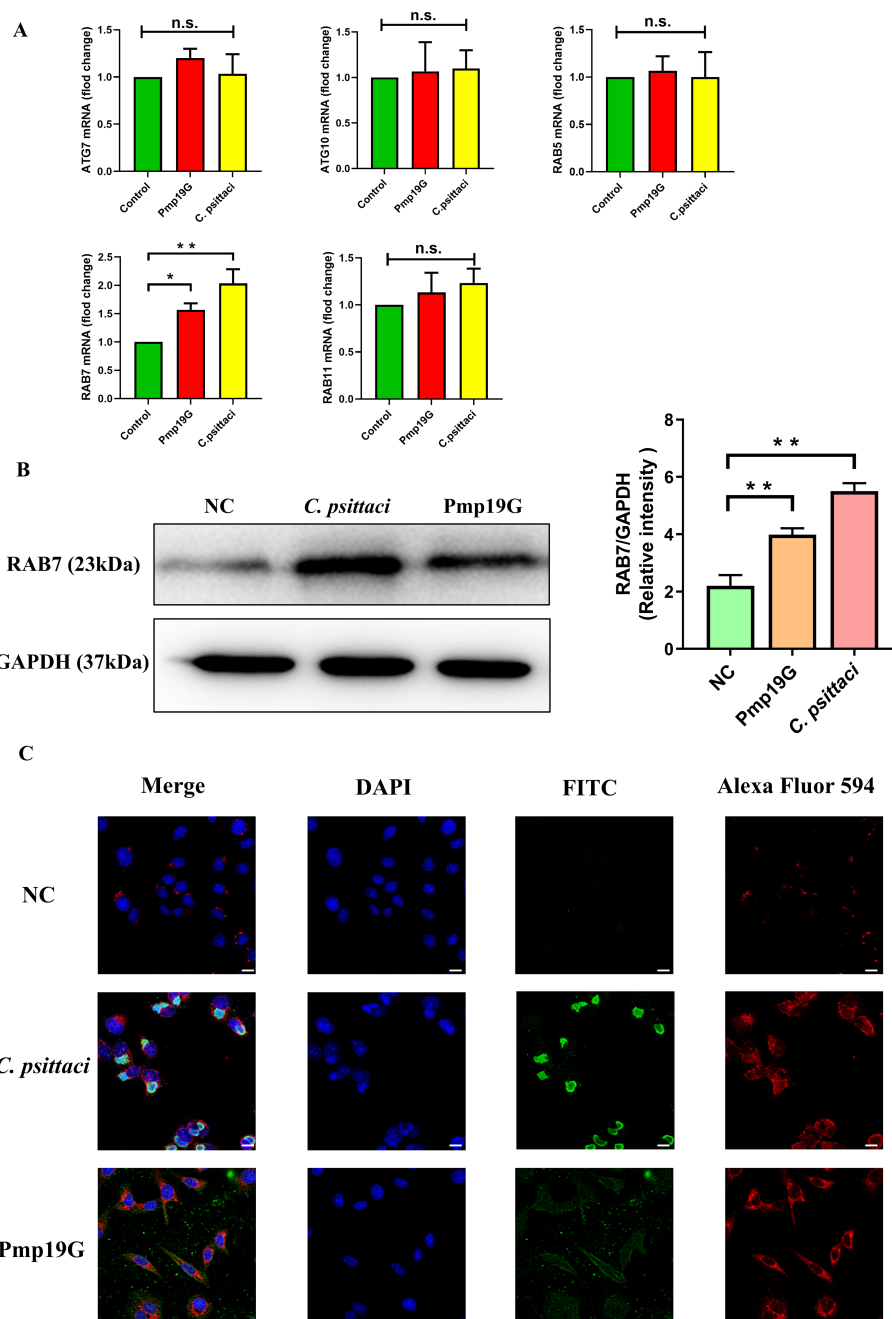 A
n.s.
ATG7 mRNA (flod change)
1.5
1.0
0.5
0.0
Control
Pmp19G
C. psittaci
n.s.
ATG10 mRNA (flod change)
1.5
1.0
0.5
0.0
Control
Pmp19G
C.psittaci
n.s.
RAB5 mRNA (flod change)
1.5
1.0
0.5
0.0
Control
Pmp19G
C.psittaci
* *
*
RAB7 mRNA (flod change)
2.5
2.0
1.5
1.0
0.5
0.0
Control
Pmp19G
C.psittaci
n.s.
RAB11 mRNA (flod change)
1.5
1.0
0.5
0.0
Control
Pmp19G
C.psittaci
B
NC C. psittaci Pmp19G
RAB7 (23kDa)
GAPDH (37kDa)
RAB7/GAPDH
(Relative intensity )
8
6
4
2
0
* *
* *
NC
Pmp19G
C. psittaci
C
Merge DAPI FITC Alexa Fluor 594
NC
C. psittaci
Pmp19G